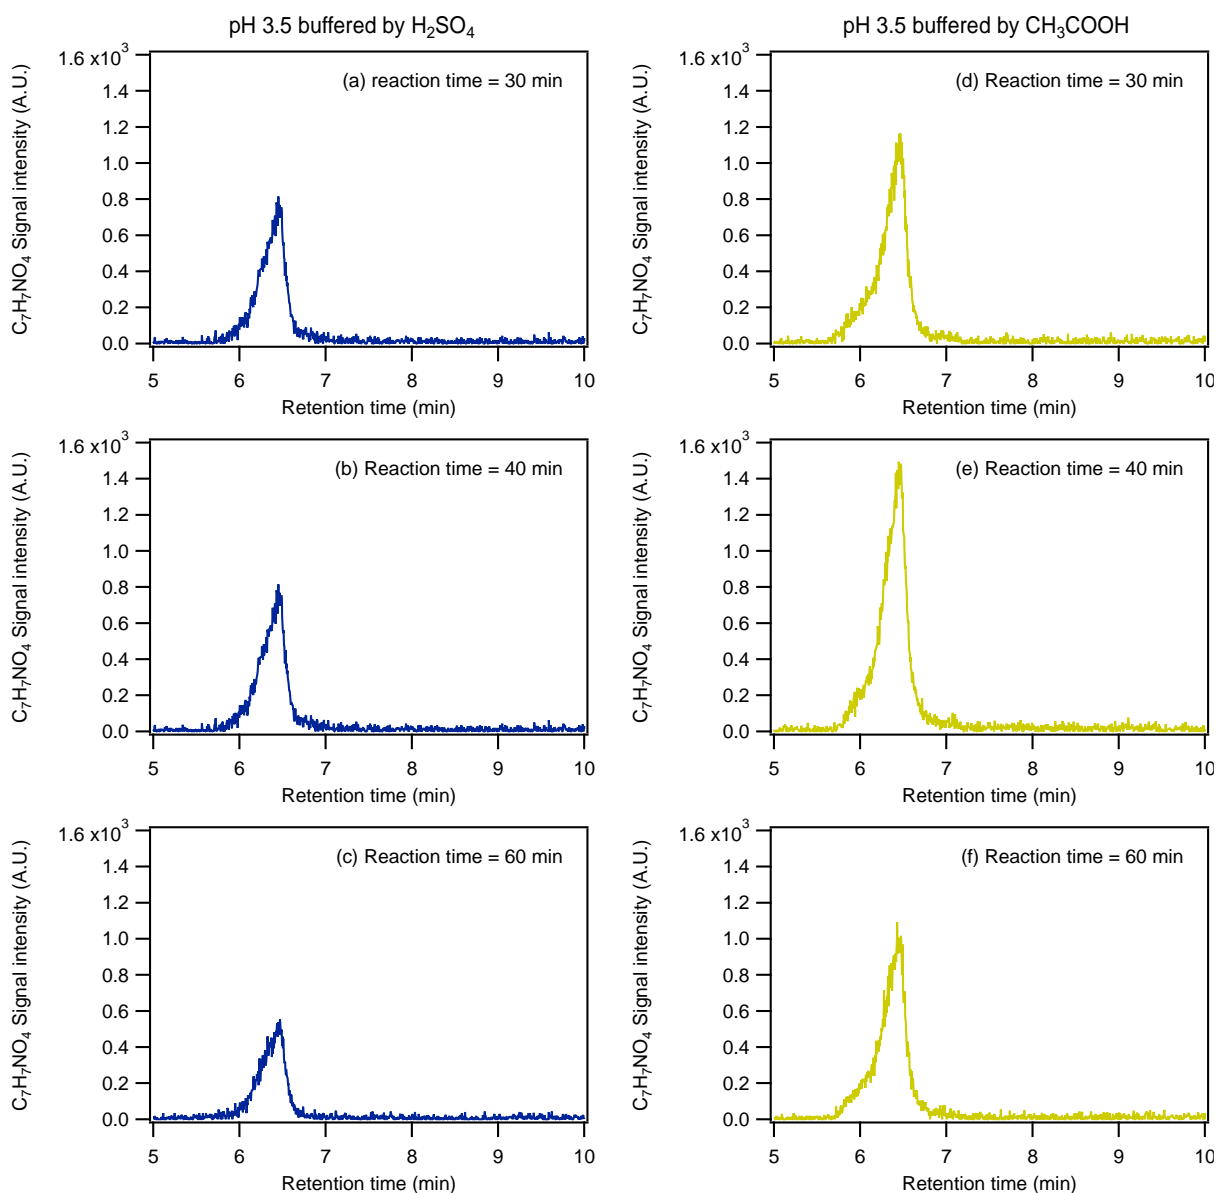 pH 3.5 buffered by H₂SO₄
pH 3.5 buffered by CH₃COOH
1.6 x10³
1.4
1.2
1.0
0.8
0.6
0.4
0.2
0.0
C₇H₇NO₄ Signal intensity (A.U.)
(a) reaction time = 30 min
5 6 7 8 9 10
Retention time (min)
1.6 x10³
1.4
1.2
1.0
0.8
0.6
0.4
0.2
0.0
C₇H₇NO₄ Signal intensity (A.U.)
(d) Reaction time = 30 min
5 6 7 8 9 10
Retention time (min)
1.6 x10³
1.4
1.2
1.0
0.8
0.6
0.4
0.2
0.0
C₇H₇NO₄ Signal intensity (A.U.)
(b) Reaction time = 40 min
5 6 7 8 9 10
Retention time (min)
1.6 x10³
1.4
1.2
1.0
0.8
0.6
0.4
0.2
0.0
C₇H₇NO₄ Signal intensity (A.U.)
(e) Reaction time = 40 min
5 6 7 8 9 10
Retention time (min)
1.6 x10³
1.4
1.2
1.0
0.8
0.6
0.4
0.2
0.0
C₇H₇NO₄ Signal intensity (A.U.)
(c) Reaction time = 60 min
5 6 7 8 9 10
Retention time (min)
1.6 x10³
1.4
1.2
1.0
0.8
0.6
0.4
0.2
0.0
C₇H₇NO₄ Signal intensity (A.U.)
(f) Reaction time = 60 min
5 6 7 8 9 10
Retention time (min)